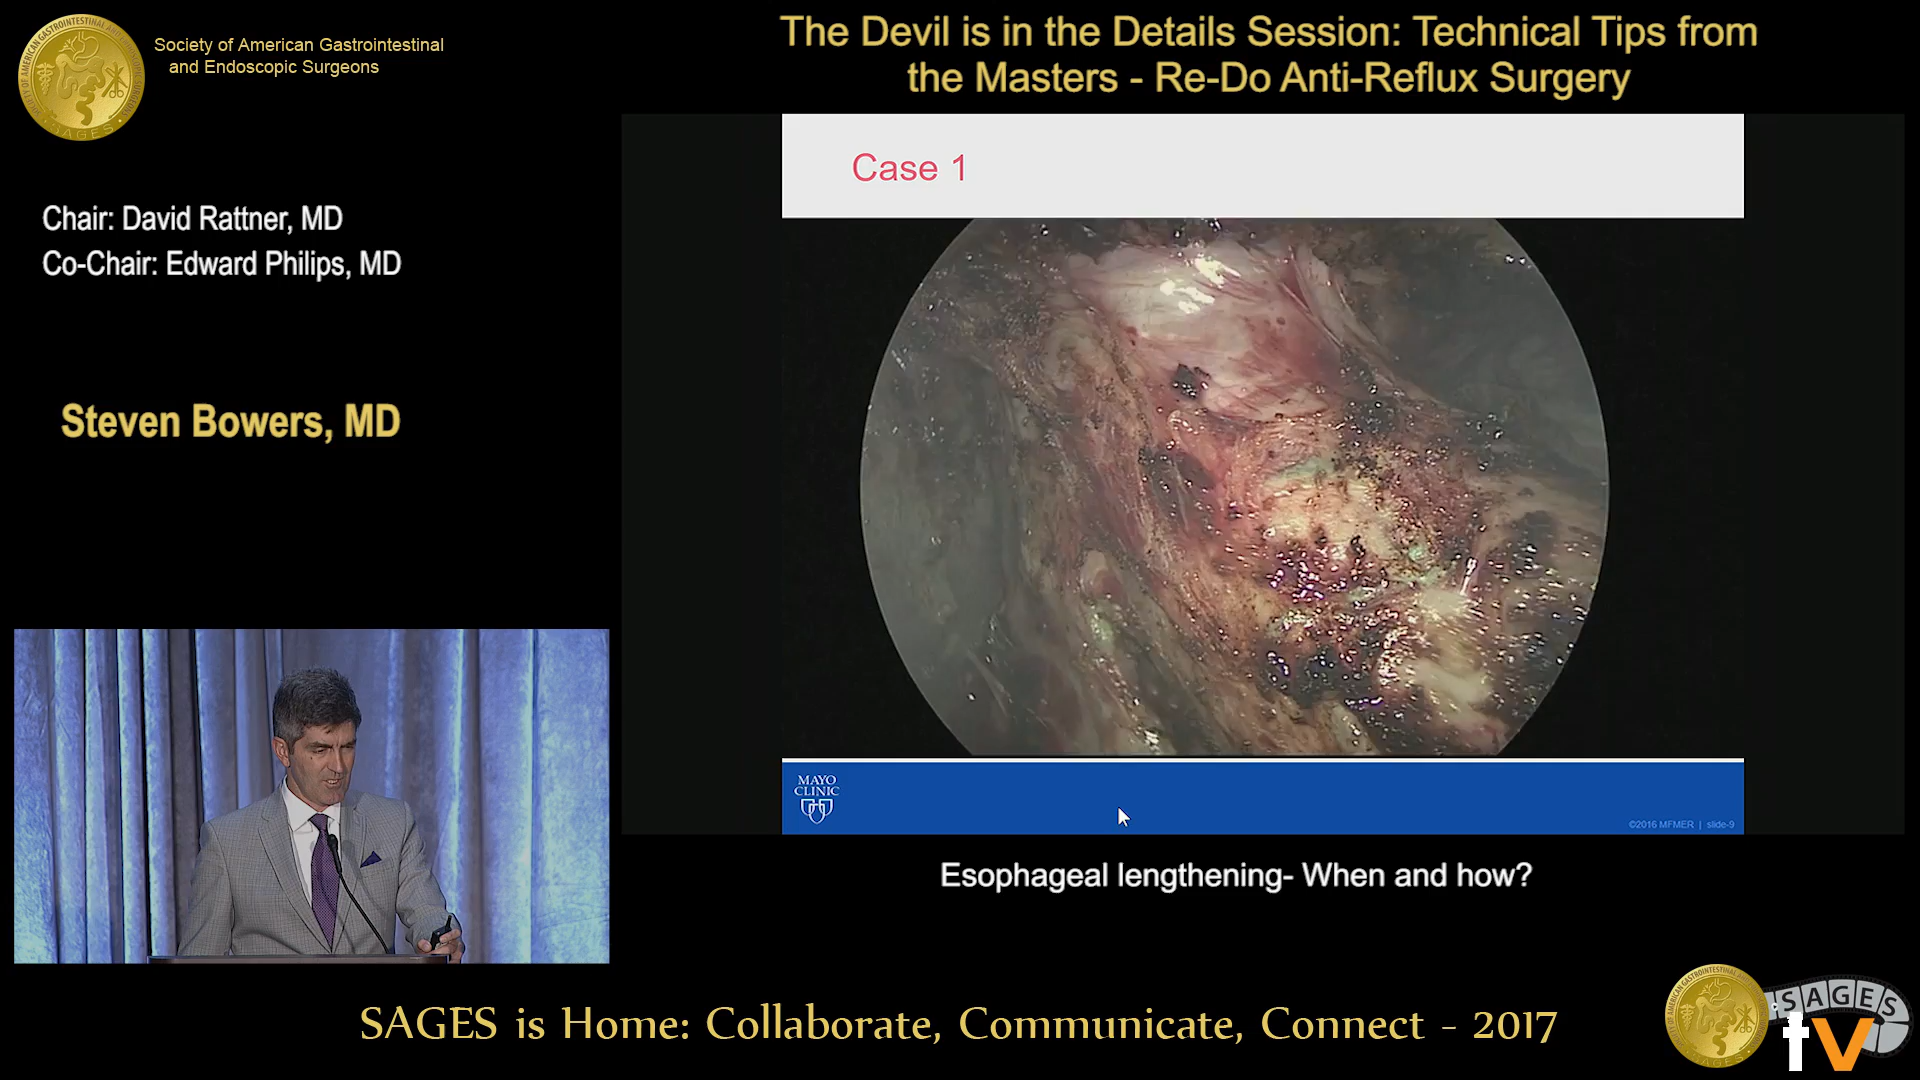 Society of American Gastrointestinal
and Endoscopic Surgeons
SAGES
The Devil is in the Details Session: Technical Tips from
the Masters - Re-Do Anti-Reflux Surgery
Chair: David Rattner, MD
Co-Chair: Edward Philips, MD
Steven Bowers, MD
Case 1
MAYO
CLINIC
©2016 MFMER | slide-9
Esophageal lengthening- When and how?
SAGES is Home: Collaborate, Communicate, Connect - 2017
SAGES
tv